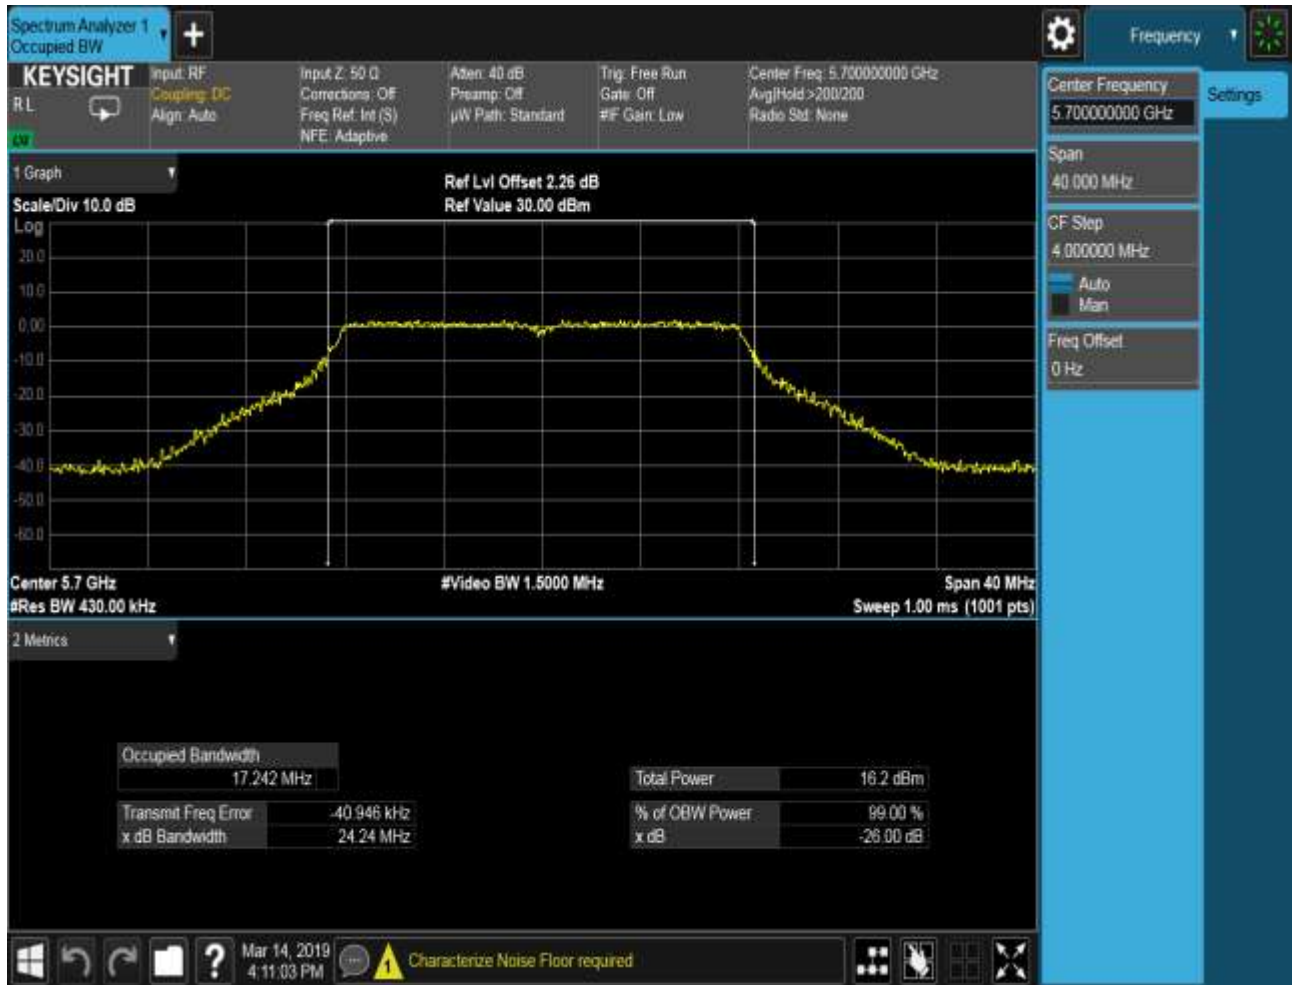 Spectrum Analyzer 1
Occupied BW
Frequency
KEYSIGHT
R L
Input: RF
Coupling: DC
Align: Auto
Input Z: 50 Ω
Corrections: Off
Freq Ref: Int (S)
NFE: Adaptive
Atten: 40 dB
Preamp: Off
µW Path: Standard
Trig: Free Run
Gate: Off
#IF Gain: Low
Center Freq: 5.700000000 GHz
Avg|Hold:>200/200
Radio Std: None
Center Frequency
5.700000000 GHz
Settings
Span
40.000 MHz
CF Step
4.000000 MHz
Auto
Man
Freq Offset
0 Hz
1 Graph
Scale/Div 10.0 dB
Ref Lvl Offset 2.26 dB
Ref Value 30.00 dBm
Log
20.0
10.0
0.00
-10.0
-20.0
-30.0
-40.0
-50.0
-60.0
Center 5.7 GHz
#Video BW 1.5000 MHz
Span 40 MHz
#Res BW 430.00 kHz
Sweep 1.00 ms (1001 pts)
2 Metrics
Occupied Bandwidth
17.242 MHz
Total Power 16.2 dBm
Transmit Freq Error -40.946 kHz
% of OBW Power 99.00 %
x dB Bandwidth 24.24 MHz
x dB -26.00 dB
Mar 14, 2019
4:11:03 PM
1
Characterize Noise Floor required